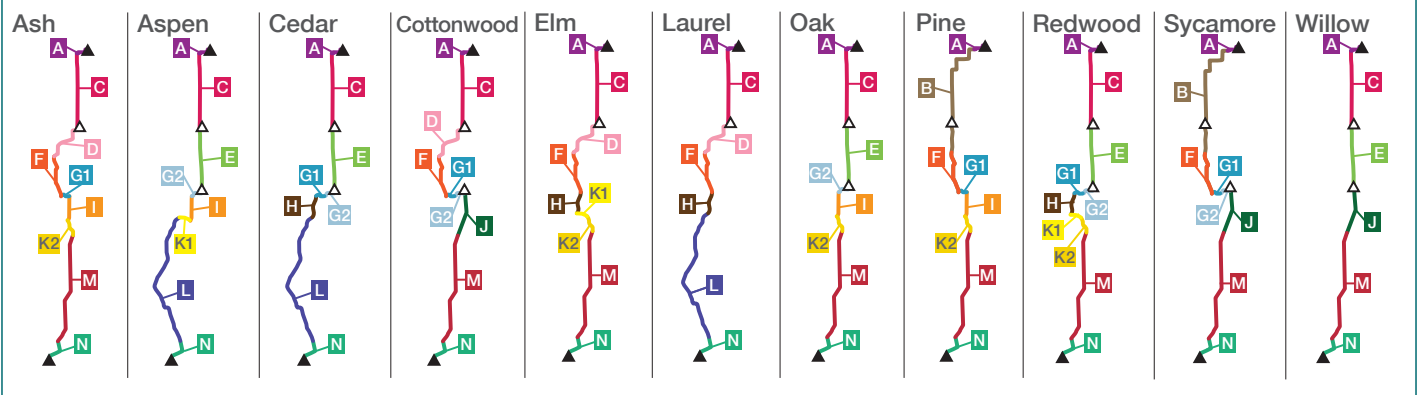 Ash
A
C
D
F
G1
I
K2
M
N
Aspen
A
C
E
G2
I
K1
L
N
Cedar
A
C
E
G1
H
G2
L
N
Cottonwood
A
C
D
F
G1
G2
J
M
N
Elm
A
C
D
F
K1
H
K2
M
N
Laurel
A
C
D
F
H
L
N
Oak
A
C
E
G2
I
K2
M
N
Pine
A
B
F
G1
I
K2
M
N
Redwood
A
C
E
G1
H
G2
K1
K2
M
N
Sycamore
A
B
F
G1
G2
J
M
N
Willow
A
C
E
J
M
N